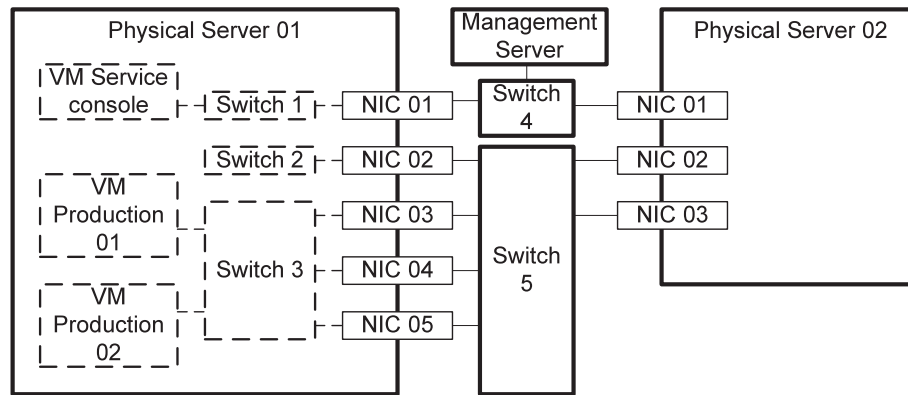 Physical Server 01
Management
Server
Physical Server 02
VM Service
console
Switch 1
NIC 01
Switch
4
NIC 01
Switch 2
NIC 02
NIC 02
VM
Production
01
NIC 03
NIC 03
Switch 3
NIC 04
Switch
5
VM
Production
02
NIC 05